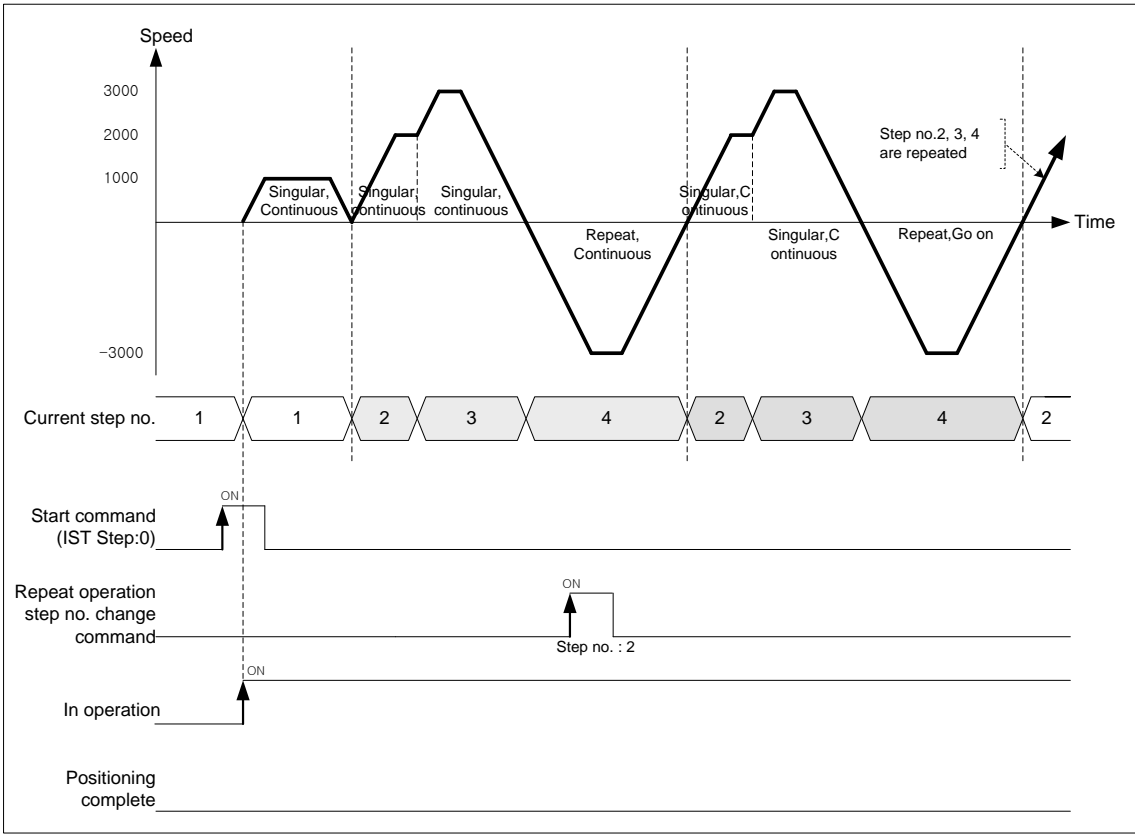 Speed
3000
2000
1000
−3000
Singular,
Continuous
Singular,
continuous
Singular,
continuous
Repeat,
Continuous
Singular,C
ontinuous
Singular,C
ontinuous
Repeat,Go on
Step no.2, 3, 4
are repeated
Time
Current step no.
1
1
2
3
4
2
3
4
2
ON
Start command
(IST Step:0)
ON
Repeat operation
step no. change
command
Step no. : 2
ON
In operation
Positioning
complete